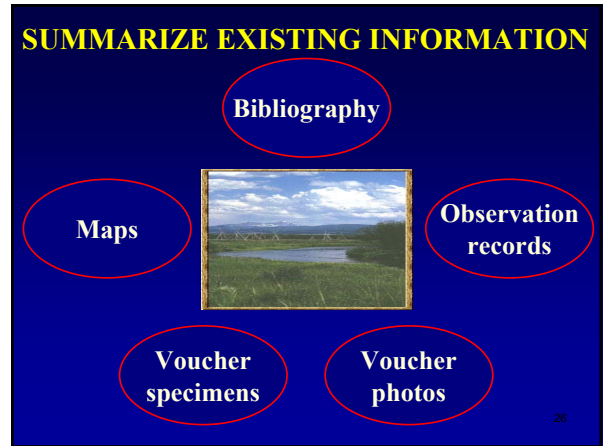 SUMMARIZE EXISTING INFORMATION
Bibliography
Maps
Observation
records
Voucher
specimens
Voucher
photos